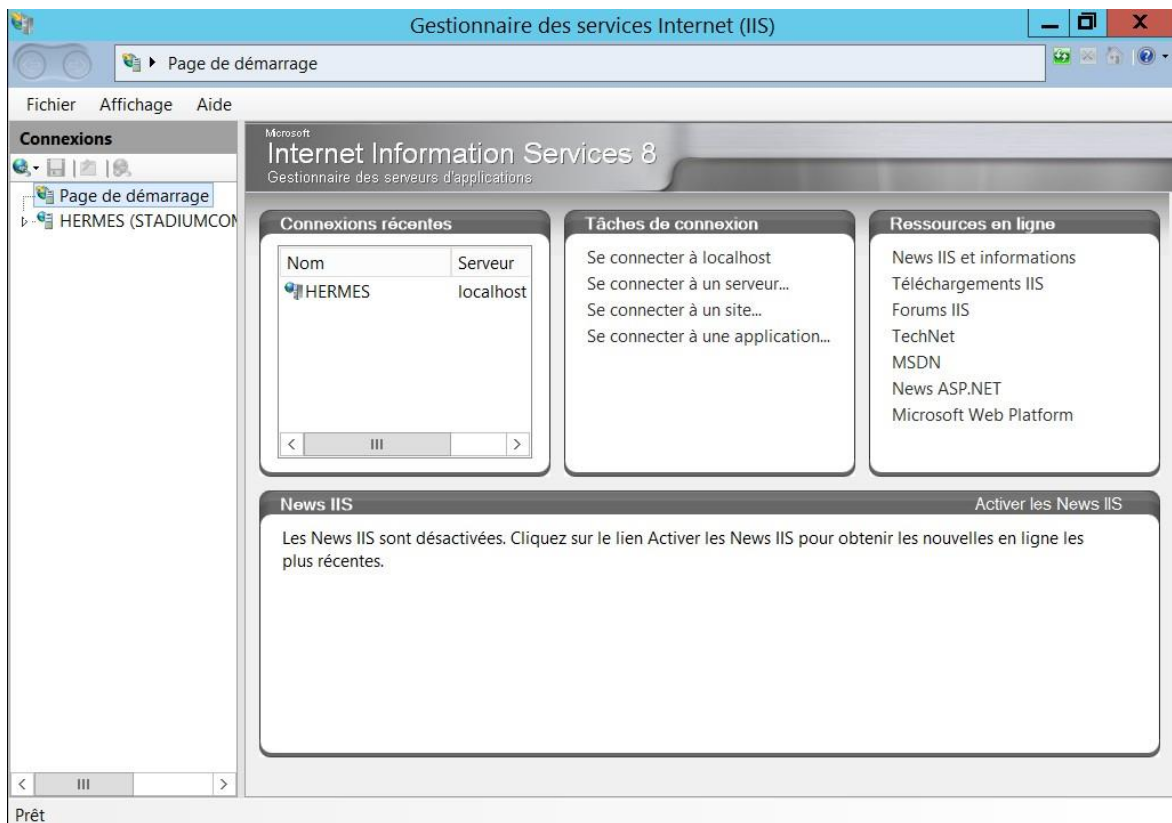 Gestionnaire des services Internet (IIS)
Page de démarrage
Fichier Affichage Aide
Connexions
Page de démarrage
HERMES (STADIUMCOM
Microsoft
Internet Information Services 8
Gestionnaire des serveurs d'applications
Connexions récentes
Nom Serveur
HERMES localhost
Tâches de connexion
Se connecter à localhost
Se connecter à un serveur...
Se connecter à un site...
Se connecter à une application...
Ressources en ligne
News IIS et informations
Téléchargements IIS
Forums IIS
TechNet
MSDN
News ASP.NET
Microsoft Web Platform
News IIS Activer les News IIS
Les News IIS sont désactivées. Cliquez sur le lien Activer les News IIS pour obtenir les nouvelles en ligne les
plus récentes.
Prêt